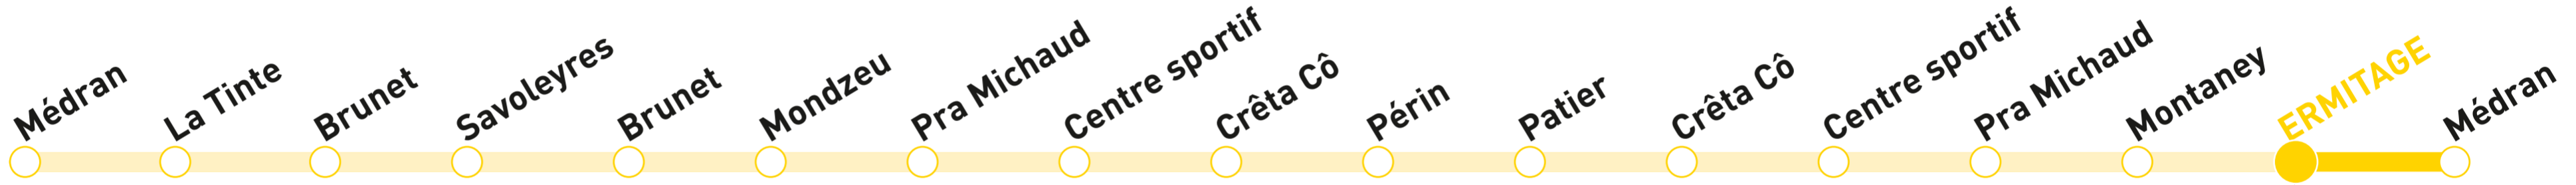 Médran
La Tinte
Brunet
Savoleyres
Brunet
Mondzeu
Pra Michaud
Centre sportif
Crêta Cô
Périn
Patier
Crêta Cô
Centre sportif
Pra Michaud
Montaney
ERMITAGE
Médran